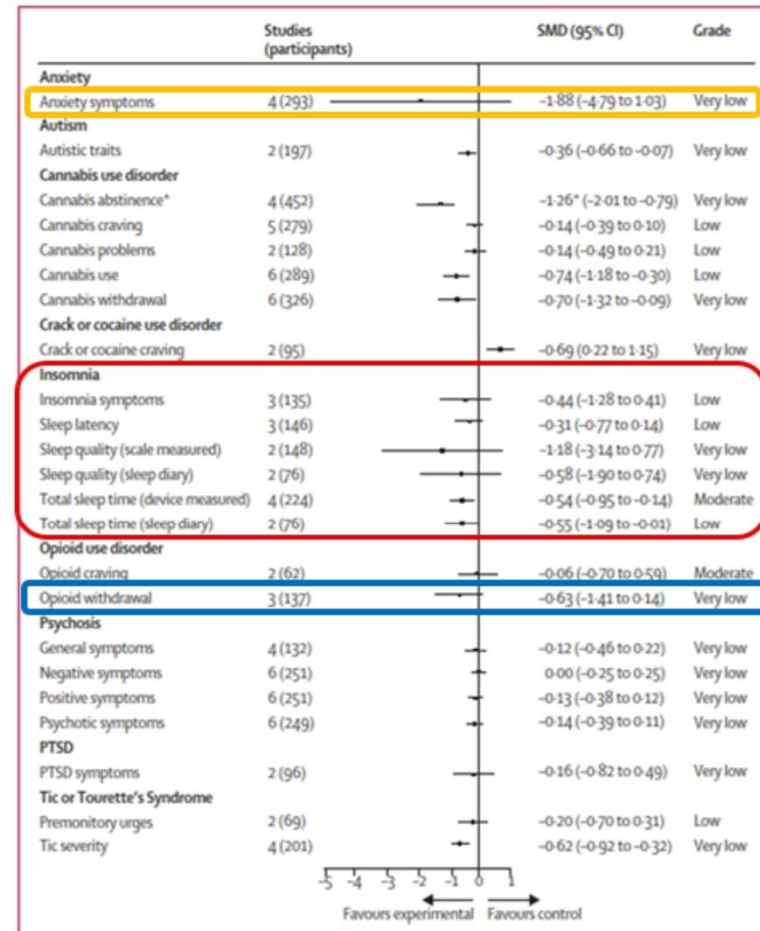 Studies (participants) SMD (95% CI) Grade
Anxiety
Anxiety symptoms 4 (293) –1·88 (–4·79 to 1·03) Very low
Autism
Autistic traits 2 (197) –0·36 (–0·66 to –0·07) Very low
Cannabis use disorder
Cannabis abstinence* 4 (452) –1·26* (–2·01 to –0·79) Very low
Cannabis craving 5 (279) –0·14 (–0·39 to 0·10) Low
Cannabis problems 2 (128) –0·14 (–0·49 to 0·21) Low
Cannabis use 6 (289) –0·74 (–1·18 to –0·30) Low
Cannabis withdrawal 6 (326) –0·70 (–1·32 to –0·09) Very low
Crack or cocaine use disorder
Crack or cocaine craving 2 (95) –0·69 (0·22 to 1·15) Very low
Insomnia
Insomnia symptoms 3 (135) –0·44 (–1·28 to 0·41) Low
Sleep latency 3 (146) –0·31 (–0·77 to 0·14) Low
Sleep quality (scale measured) 2 (148) –1·18 (–3·14 to 0·77) Very low
Sleep quality (sleep diary) 2 (76) –0·58 (–1·90 to 0·74) Very low
Total sleep time (device measured) 4 (224) –0·54 (–0·95 to –0·14) Moderate
Total sleep time (sleep diary) 2 (76) –0·55 (–1·09 to –0·01) Low
Opioid use disorder
Opioid craving 2 (62) –0·06 (–0·70 to 0·59) Moderate
Opioid withdrawal 3 (137) –0·63 (–1·41 to 0·14) Very low
Psychosis
General symptoms 4 (132) –0·12 (–0·46 to 0·22) Very low
Negative symptoms 6 (251) 0·00 (–0·25 to 0·25) Very low
Positive symptoms 6 (251) –0·13 (–0·38 to 0·12) Very low
Psychotic symptoms 6 (249) –0·14 (–0·39 to 0·11) Very low
PTSD
PTSD symptoms 2 (96) –0·16 (–0·82 to 0·49) Very low
Tic or Tourette's Syndrome
Premonitory urges 2 (69) –0·20 (–0·70 to 0·31) Low
Tic severity 4 (201) –0·62 (–0·92 to –0·32) Very low
–5 –4 –3 –2 –1 0 1
Favours experimental Favours control